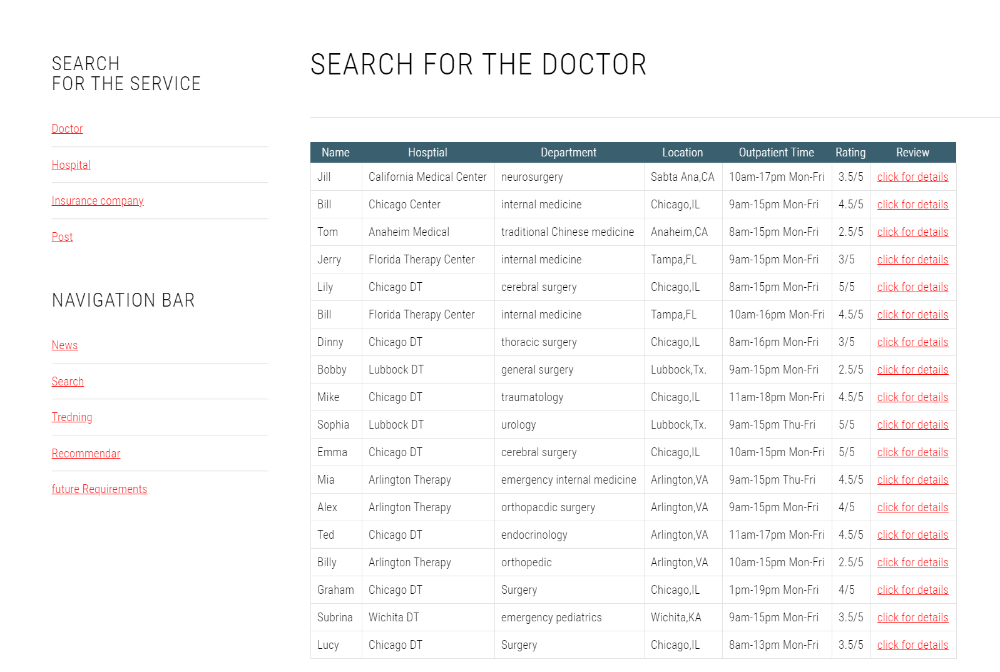 SEARCH
FOR THE SERVICE
Doctor
Hospital
Insurance company
Post
NAVIGATION BAR
News
Search
Tredning
Recommendar
future Requirements
SEARCH FOR THE DOCTOR
Name Hosptial Department Location Outpatient Time Rating Review
Jill California Medical Center neurosurgery Sabta Ana,CA 10am-17pm Mon-Fri 3.5/5 click for details
Bill Chicago Center internal medicine Chicago,IL 9am-15pm Mon-Fri 4.5/5 click for details
Tom Anaheim Medical traditional Chinese medicine Anaheim,CA 8am-15pm Mon-Fri 2.5/5 click for details
Jerry Florida Therapy Center internal medicine Tampa,FL 9am-15pm Mon-Fri 3/5 click for details
Lily Chicago DT cerebral surgery Chicago,IL 8am-15pm Mon-Fri 5/5 click for details
Bill Florida Therapy Center internal medicine Tampa,FL 10am-16pm Mon-Fri 4.5/5 click for details
Dinny Chicago DT thoracic surgery Chicago,IL 8am-16pm Mon-Fri 3/5 click for details
Bobby Lubbock DT general surgery Lubbock,Tx. 9am-15pm Mon-Fri 2.5/5 click for details
Mike Chicago DT traumatology Chicago,IL 11am-18pm Mon-Fri 4.5/5 click for details
Sophia Lubbock DT urology Lubbock,Tx. 9am-15pm Thu-Fri 5/5 click for details
Emma Chicago DT cerebral surgery Chicago,IL 10am-15pm Mon-Fri 5/5 click for details
Mia Arlington Therapy emergency internal medicine Arlington,VA 9am-15pm Thu-Fri 4.5/5 click for details
Alex Arlington Therapy orthopacdic surgery Arlington,VA 9am-15pm Mon-Fri 4/5 click for details
Ted Chicago DT endocrinology Arlington,VA 11am-17pm Mon-Fri 4.5/5 click for details
Billy Arlington Therapy orthopedic Arlington,VA 10am-15pm Mon-Fri 2.5/5 click for details
Graham Chicago DT Surgery Chicago,IL 1pm-19pm Mon-Fri 4/5 click for details
Subrina Wichita DT emergency pediatrics Wichita,KA 9am-15pm Mon-Fri 3.5/5 click for details
Lucy Chicago DT Surgery Chicago,IL 8am-13pm Mon-Fri 3.5/5 click for details